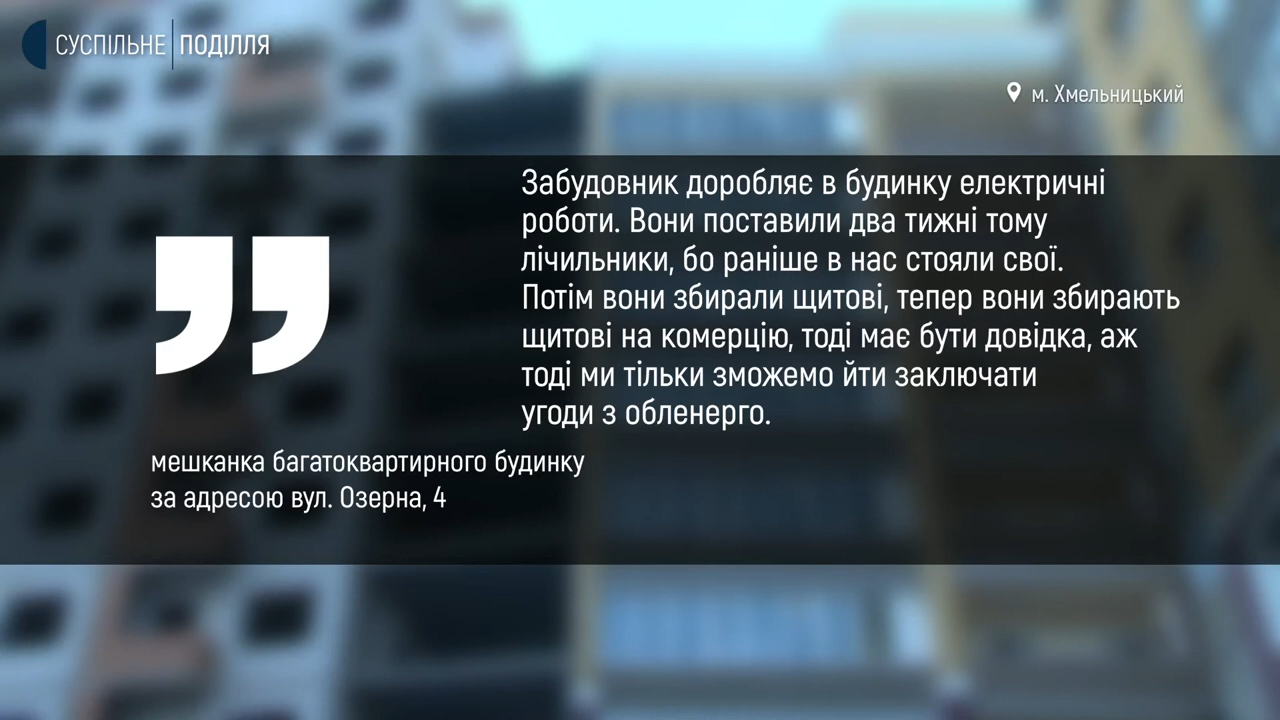 СУСПІЛЬНЕ ПОДІЛЛЯ
м. Хмельницький
Забудовник доробляє в будинку електричні
роботи. Вони поставили два тижні тому
лічильники, бо раніше в нас стояли свої.
Потім вони збирали щитові, тепер вони збирають
щитові на комерцію, тоді має бути довідка, аж
тоді ми тільки зможемо йти заключати
угоди з обленерго.
мешканка багатоквартирного будинку
за адресою вул. Озерна, 4